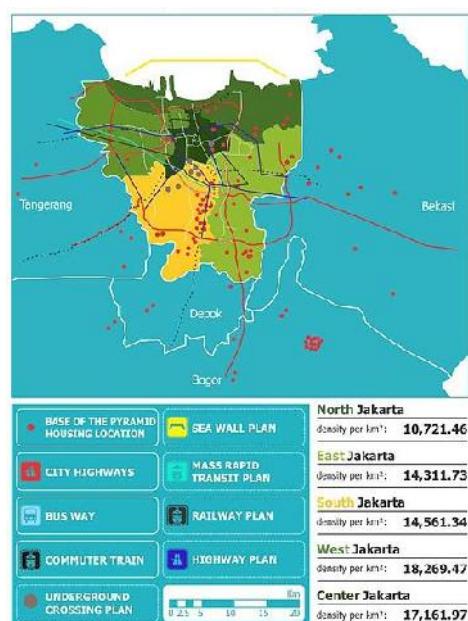 Tangerang
Bekasi
Depok
Bogor
BASE OF THE PYRAMID
HOUSING LOCATION
SEA WALL PLAN
CITY HIGHWAYS
MASS RAPID
TRANSIT PLAN
BUS WAY
RAILWAY PLAN
COMMUTER TRAIN
HIGHWAY PLAN
UNDERGROUND
CROSSING PLAN
Km
0 2.5 5 10 15 20
North Jakarta
density per km²: 10,721.46
East Jakarta
density per km²: 14,311.73
South Jakarta
density per km²: 14,561.34
West Jakarta
density per km²: 18,269.47
Center Jakarta
density per km²: 17,161.97